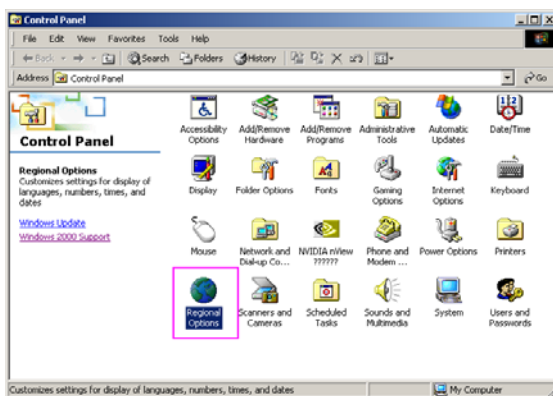 Control Panel
File Edit View Favorites Tools Help
Back Search Folders History
Address Control Panel Go
Control Panel
Regional Options
Customizes settings for display of
languages, numbers, times, and
dates
Windows Update
Windows 2000 Support
Accessibility Options
Add/Remove Hardware
Add/Remove Programs
Administrative Tools
Automatic Updates
12
Date/Time
Display
Folder Options
Fonts
Gaming Options
Internet Options
Keyboard
Mouse
Network and Dial-up Co...
NVIDIA nView ??????
Phone and Modem ...
Power Options
Printers
Regional Options
Scanners and Cameras
Scheduled Tasks
Sounds and Multimedia
System
Users and Passwords
Customizes settings for display of languages, numbers, times, and dates My Computer